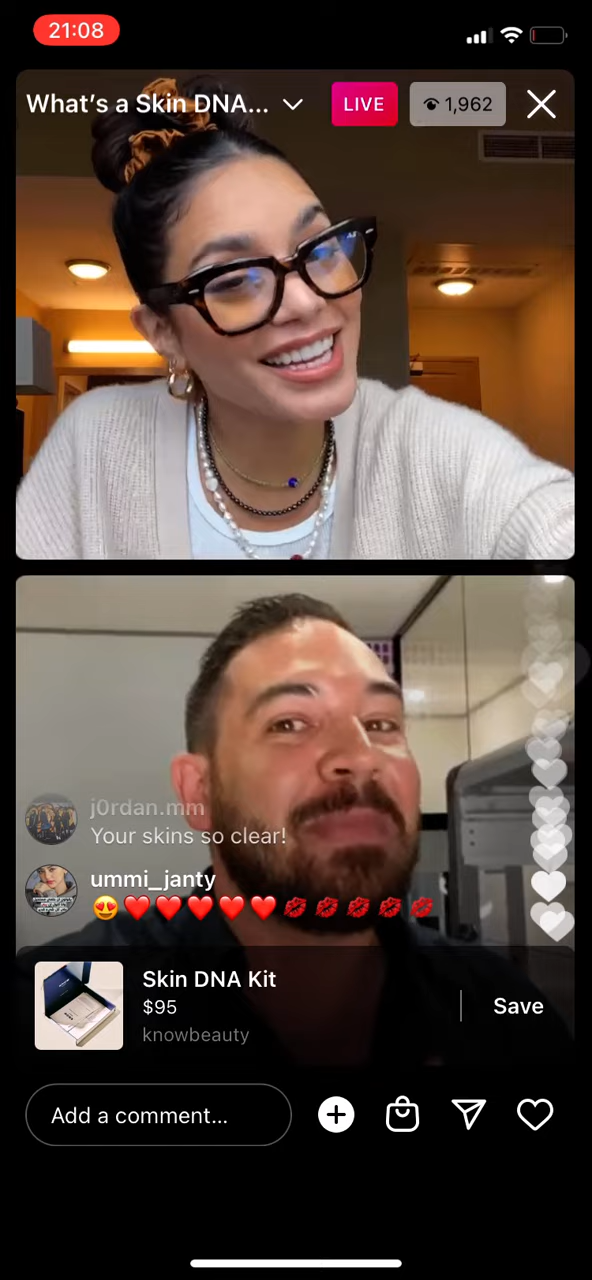 21:08
What's a Skin DNA...
LIVE
1,962
j0rdan.mm
Your skins so clear!
ummi_janty
😍❤️❤️❤️❤️❤️💋💋💋💋💋
Skin DNA Kit
$95
Save
knowbeauty
Add a comment...